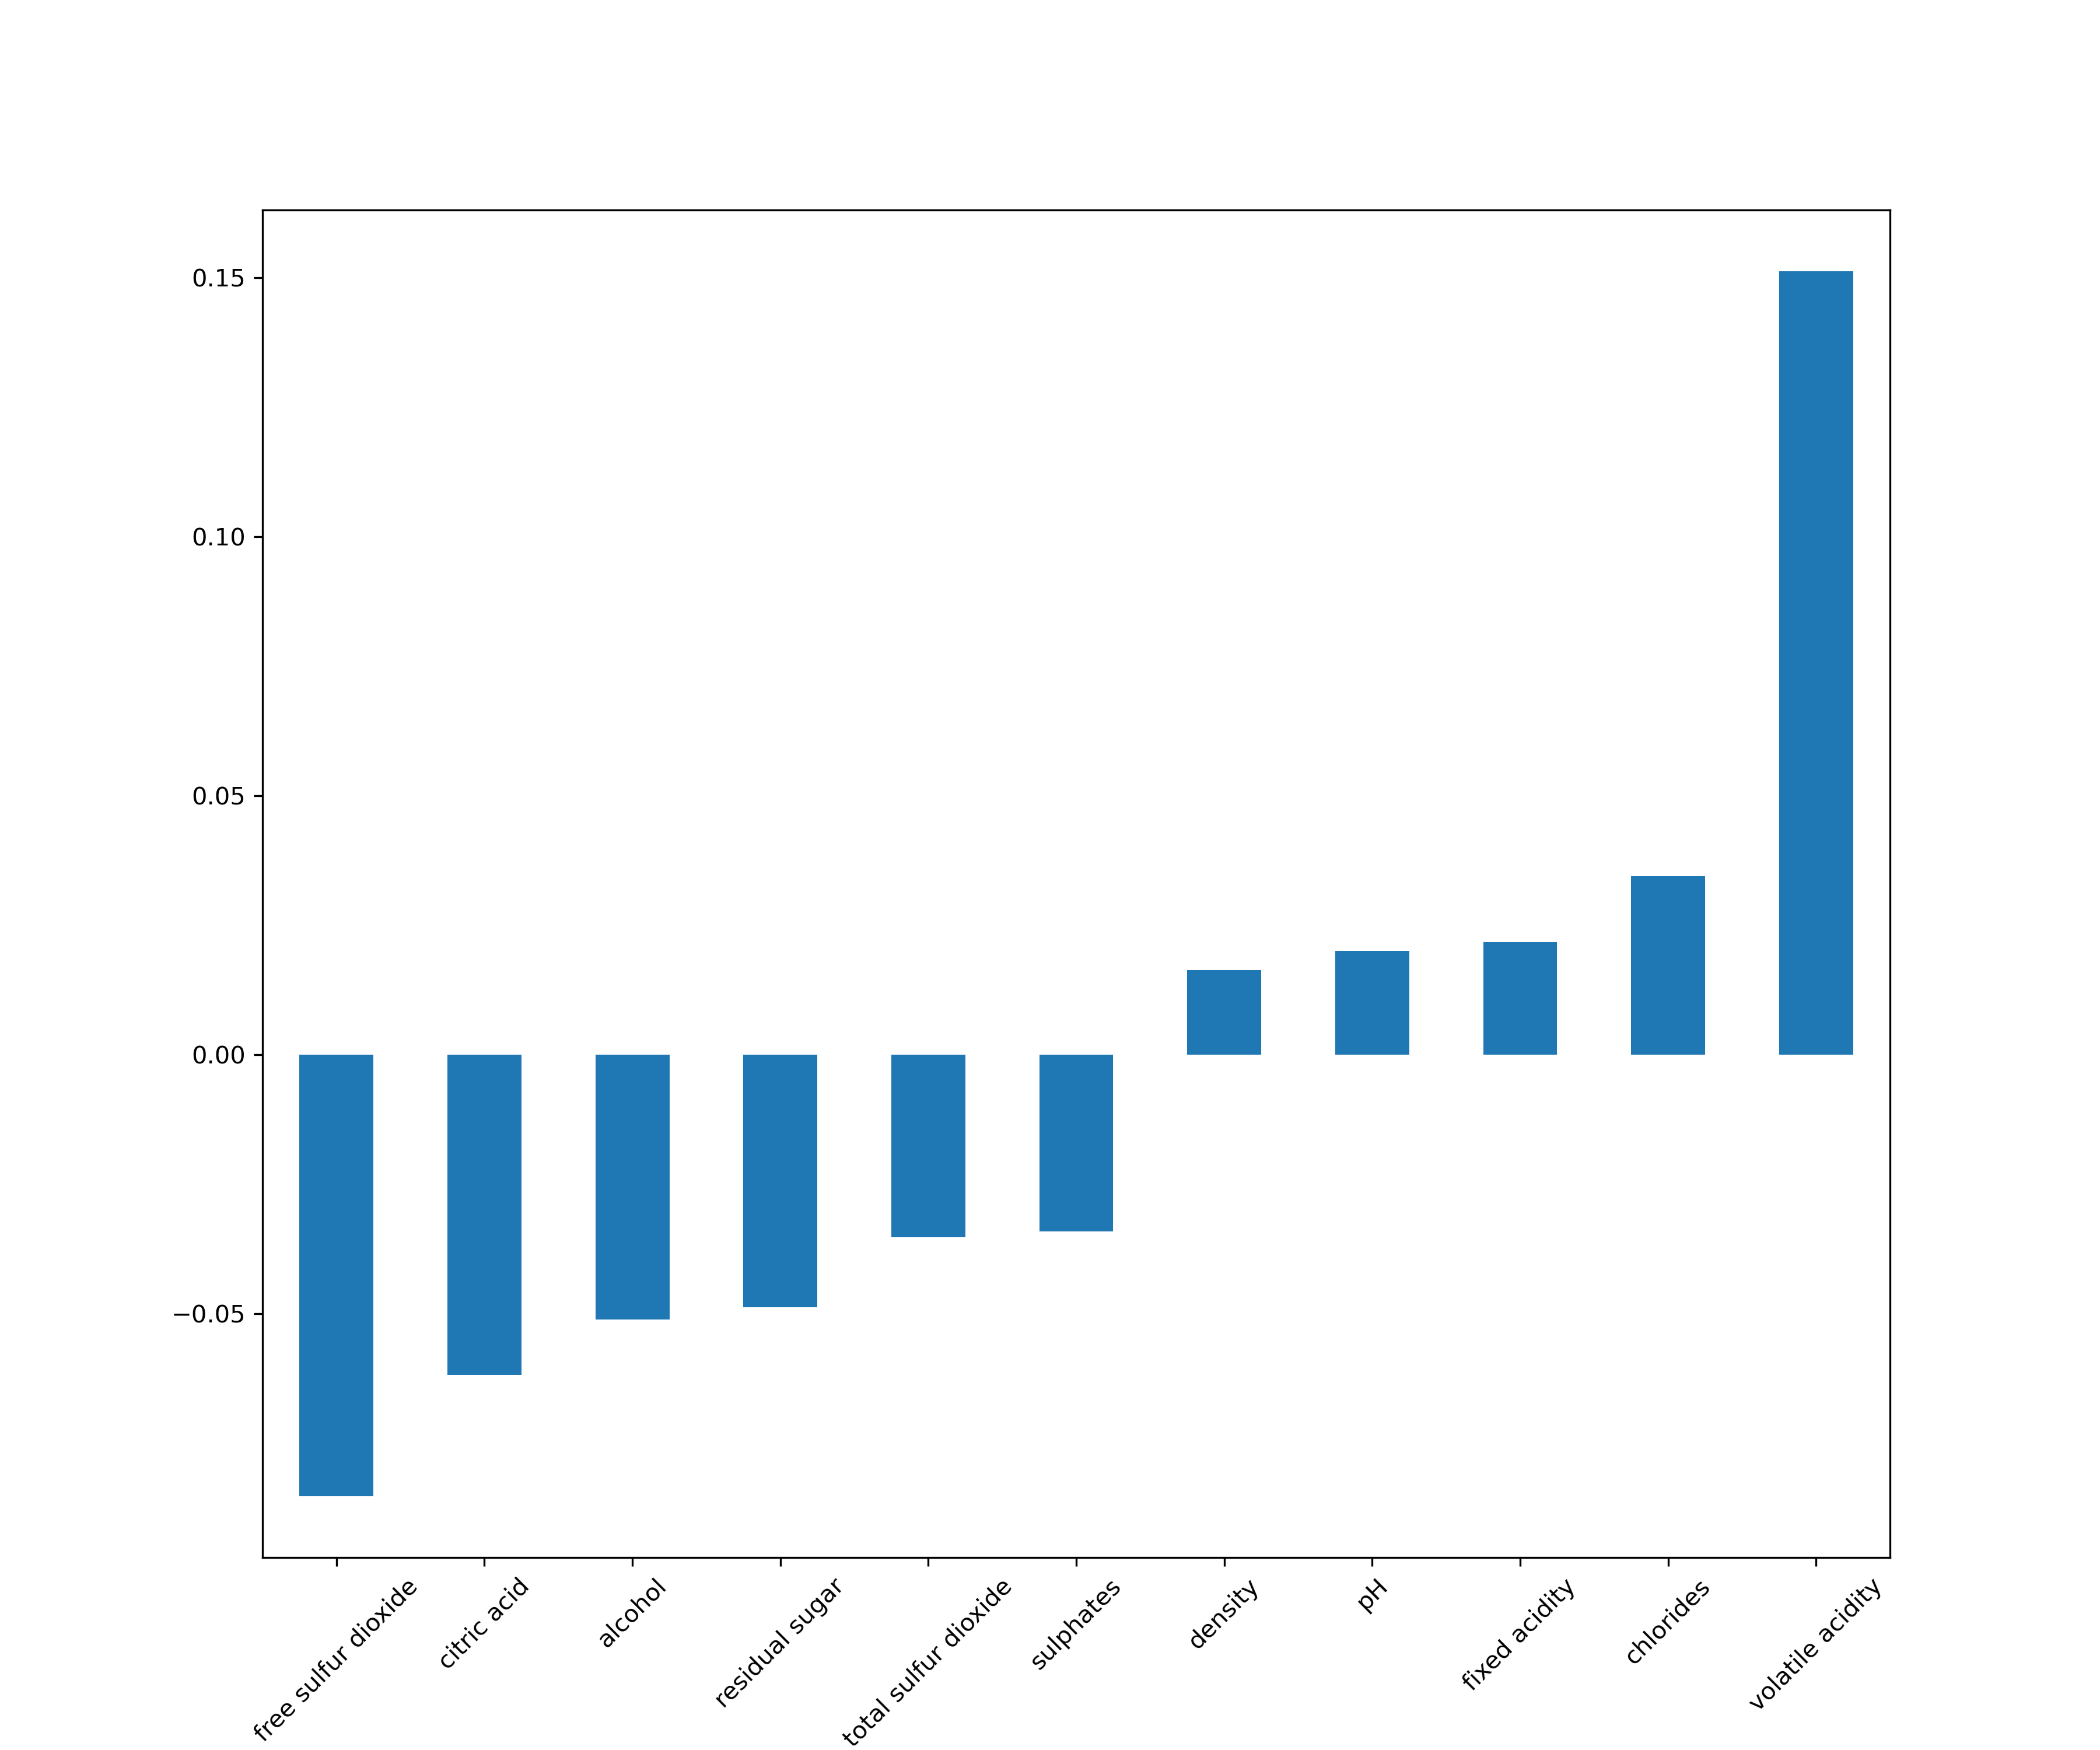 0.15
0.10
0.05
0.00
−0.05
free sulfur dioxide
citric acid
alcohol
residual sugar
total sulfur dioxide
sulphates
density
pH
fixed acidity
chlorides
volatile acidity